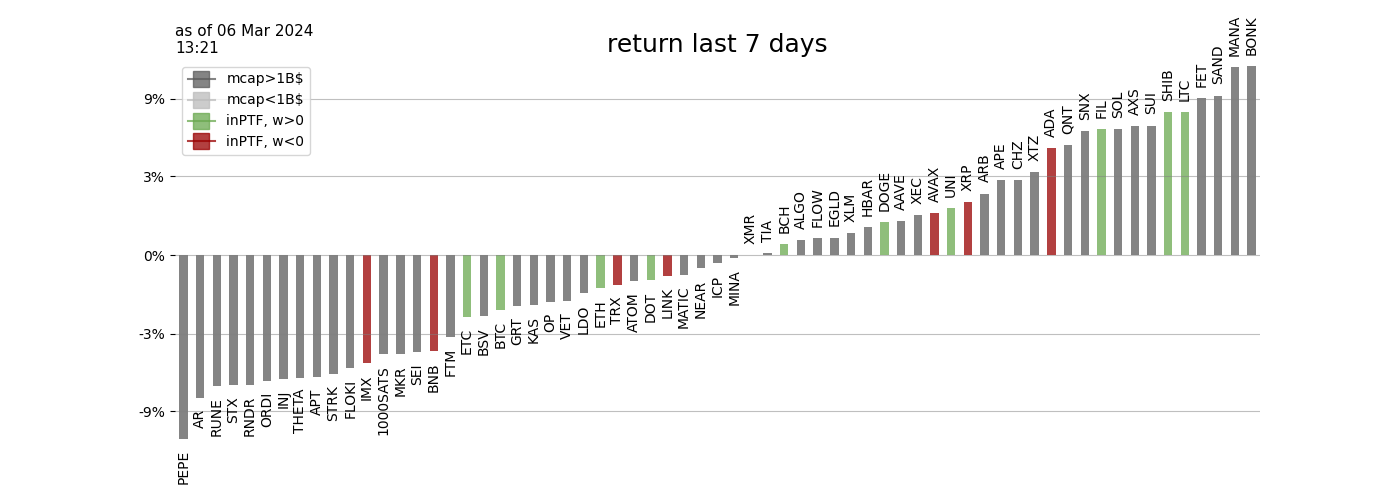 as of 06 Mar 2024
13:21
return last 7 days
mcap>1B$
mcap<1B$
inPTF, w>0
inPTF, w<0
9%
3%
0%
-3%
-9%
PEPE
AR
RUNE
STX
RNDR
ORDI
INJ
THETA
APT
STRK
FLOKI
IMX
1000SATS
MKR
SEI
BNB
FTM
ETC
BSV
BTC
GRT
KAS
OP
VET
LDO
ETH
TRX
ATOM
DOT
LINK
MATIC
NEAR
ICP
MINA
XMR
TIA
BCH
ALGO
FLOW
EGLD
XLM
HBAR
DOGE
AAVE
XEC
AVAX
UNI
XRP
ARB
APE
CHZ
XTZ
ADA
QNT
SNX
FIL
SOL
AXS
SUI
SHIB
LTC
FET
SAND
MANA
BONK